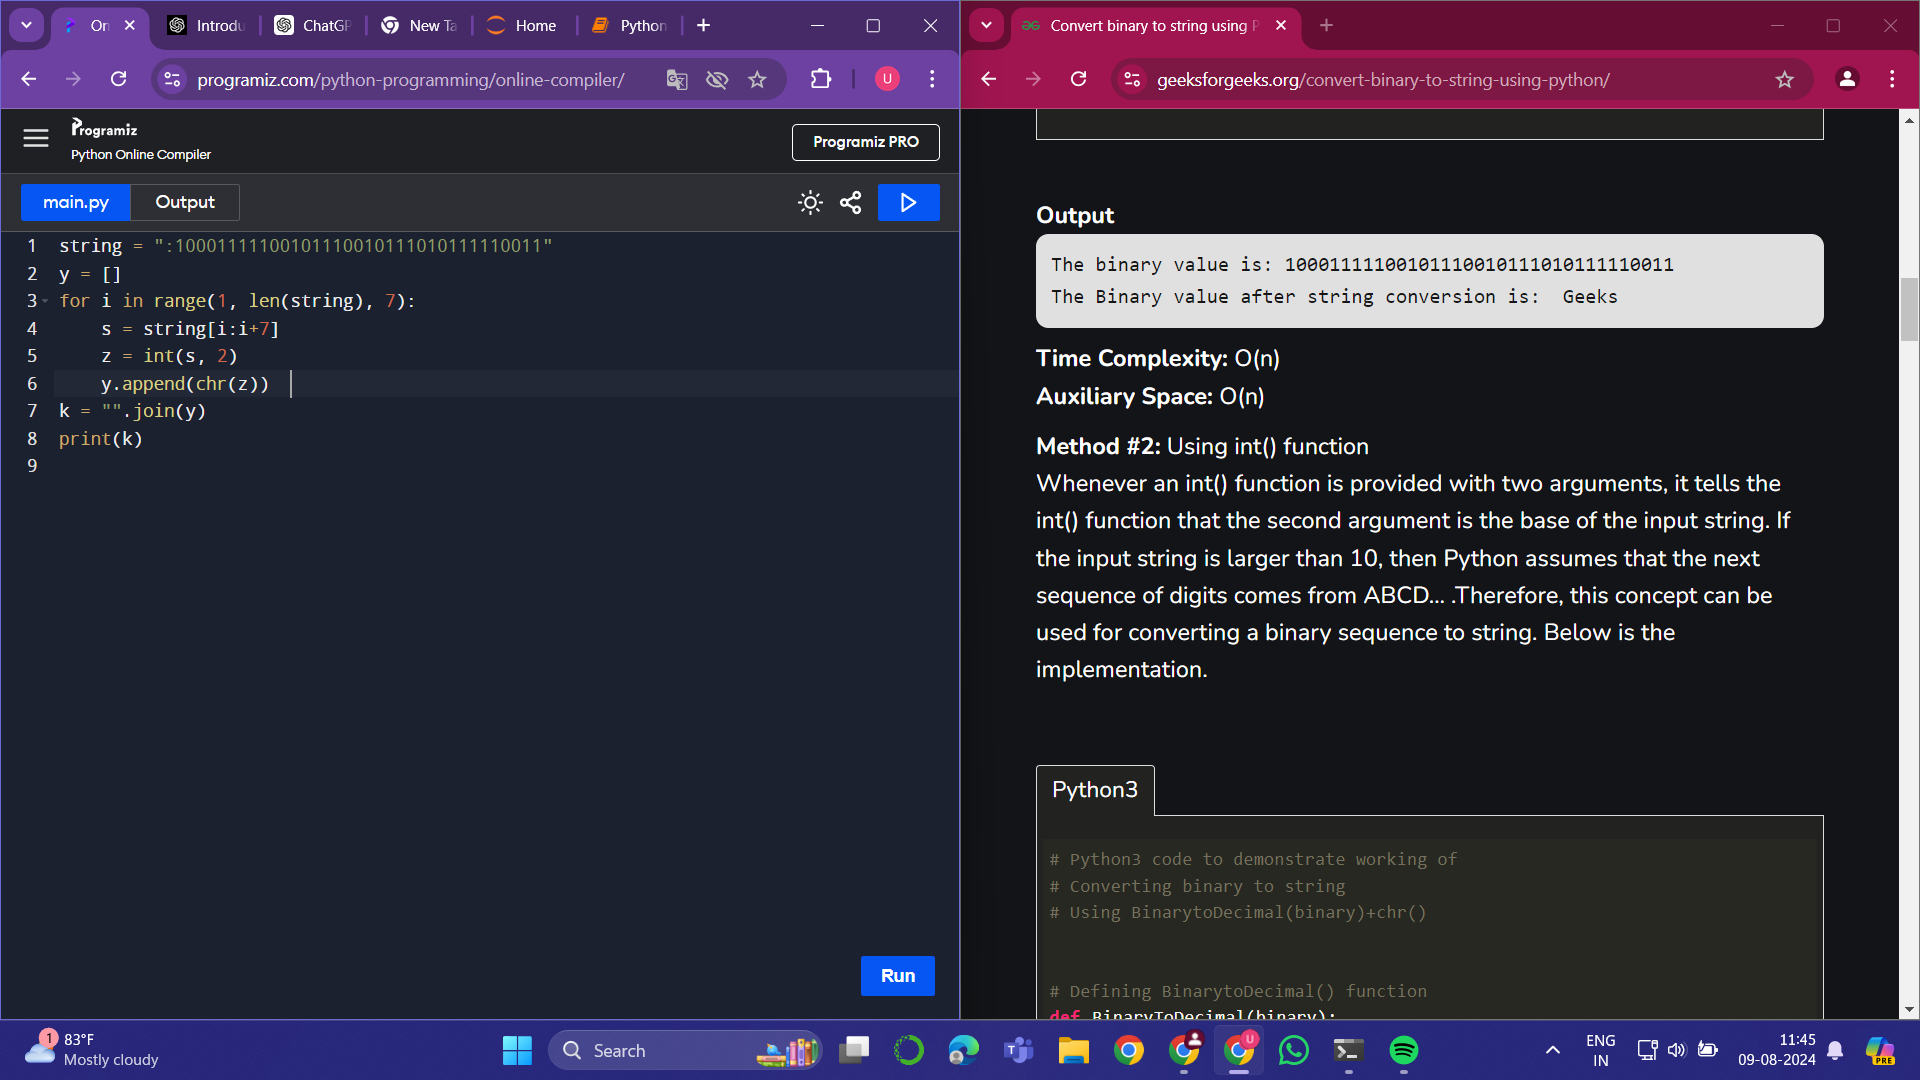 On
Introdu
ChatGP
New Ta
Home
Python
programiz.com/python-programming/online-compiler/
U
Programiz
Python Online Compiler
Programiz PRO
main.py
Output
1 string = ":10001111100101110010111010111110011"
2 y = []
3 for i in range(1, len(string), 7):
4 s = string[i:i+7]
5 z = int(s, 2)
6 y.append(chr(z))
7 k = "".join(y)
8 print(k)
9
Run
Convert binary to string using P
geeksforgeeks.org/convert-binary-to-string-using-python/
Output
The binary value is: 10001111100101110010111010111110011
The Binary value after string conversion is: Geeks
Time Complexity: O(n)
Auxiliary Space: O(n)
Method #2: Using int() function
Whenever an int() function is provided with two arguments, it tells the
int() function that the second argument is the base of the input string. If
the input string is larger than 10, then Python assumes that the next
sequence of digits comes from ABCD... .Therefore, this concept can be
used for converting a binary sequence to string. Below is the
implementation.
Python3
# Python3 code to demonstrate working of
# Converting binary to string
# Using BinarytoDecimal(binary)+chr()
# Defining BinarytoDecimal() function
def BinaryToDecimal(binary):
1
83°F
Mostly cloudy
Search
U
ENG
IN
11:45
09-08-2024
PRE